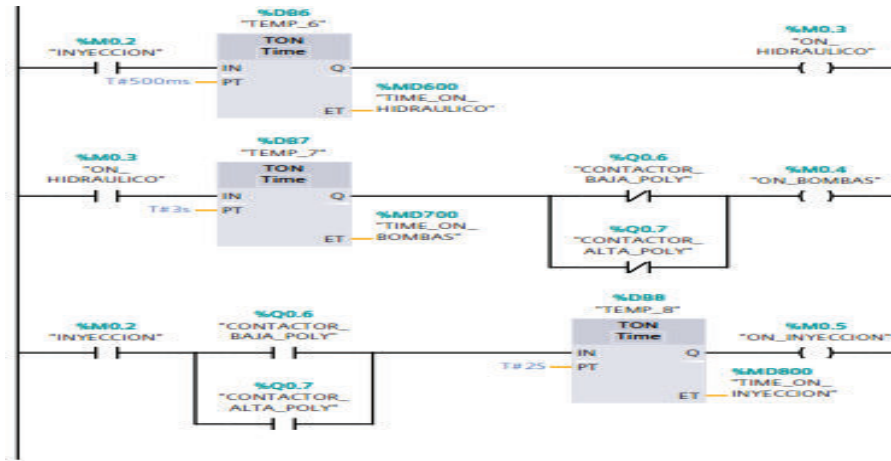 %DB6
"TEMP_6"
%M0.2
"INYECCION"
TON
Time
%M0.3
"ON_
HIDRAULICO"
IN
Q
T#500ms
PT
ET
%MD600
"TIME_ON_
HIDRAULICO"
%DB7
"TEMP_7"
%M0.3
"ON_
HIDRAULICO"
TON
Time
%Q0.6
"CONTACTOR_
BAJA_POLY"
%M0.4
"ON_BOMBAS"
IN
Q
T#3s
PT
ET
%MD700
"TIME_ON_
BOMBAS"
%Q0.7
"CONTACTOR_
ALTA_POLY"
%M0.2
"INYECCION"
%Q0.6
"CONTACTOR_
BAJA_POLY"
%DB8
"TEMP_8"
TON
Time
%M0.5
"ON_INYECCION"
IN
Q
T#2S
PT
ET
%MD800
"TIME_ON_
INYECCION"
%Q0.7
"CONTACTOR_
ALTA_POLY"